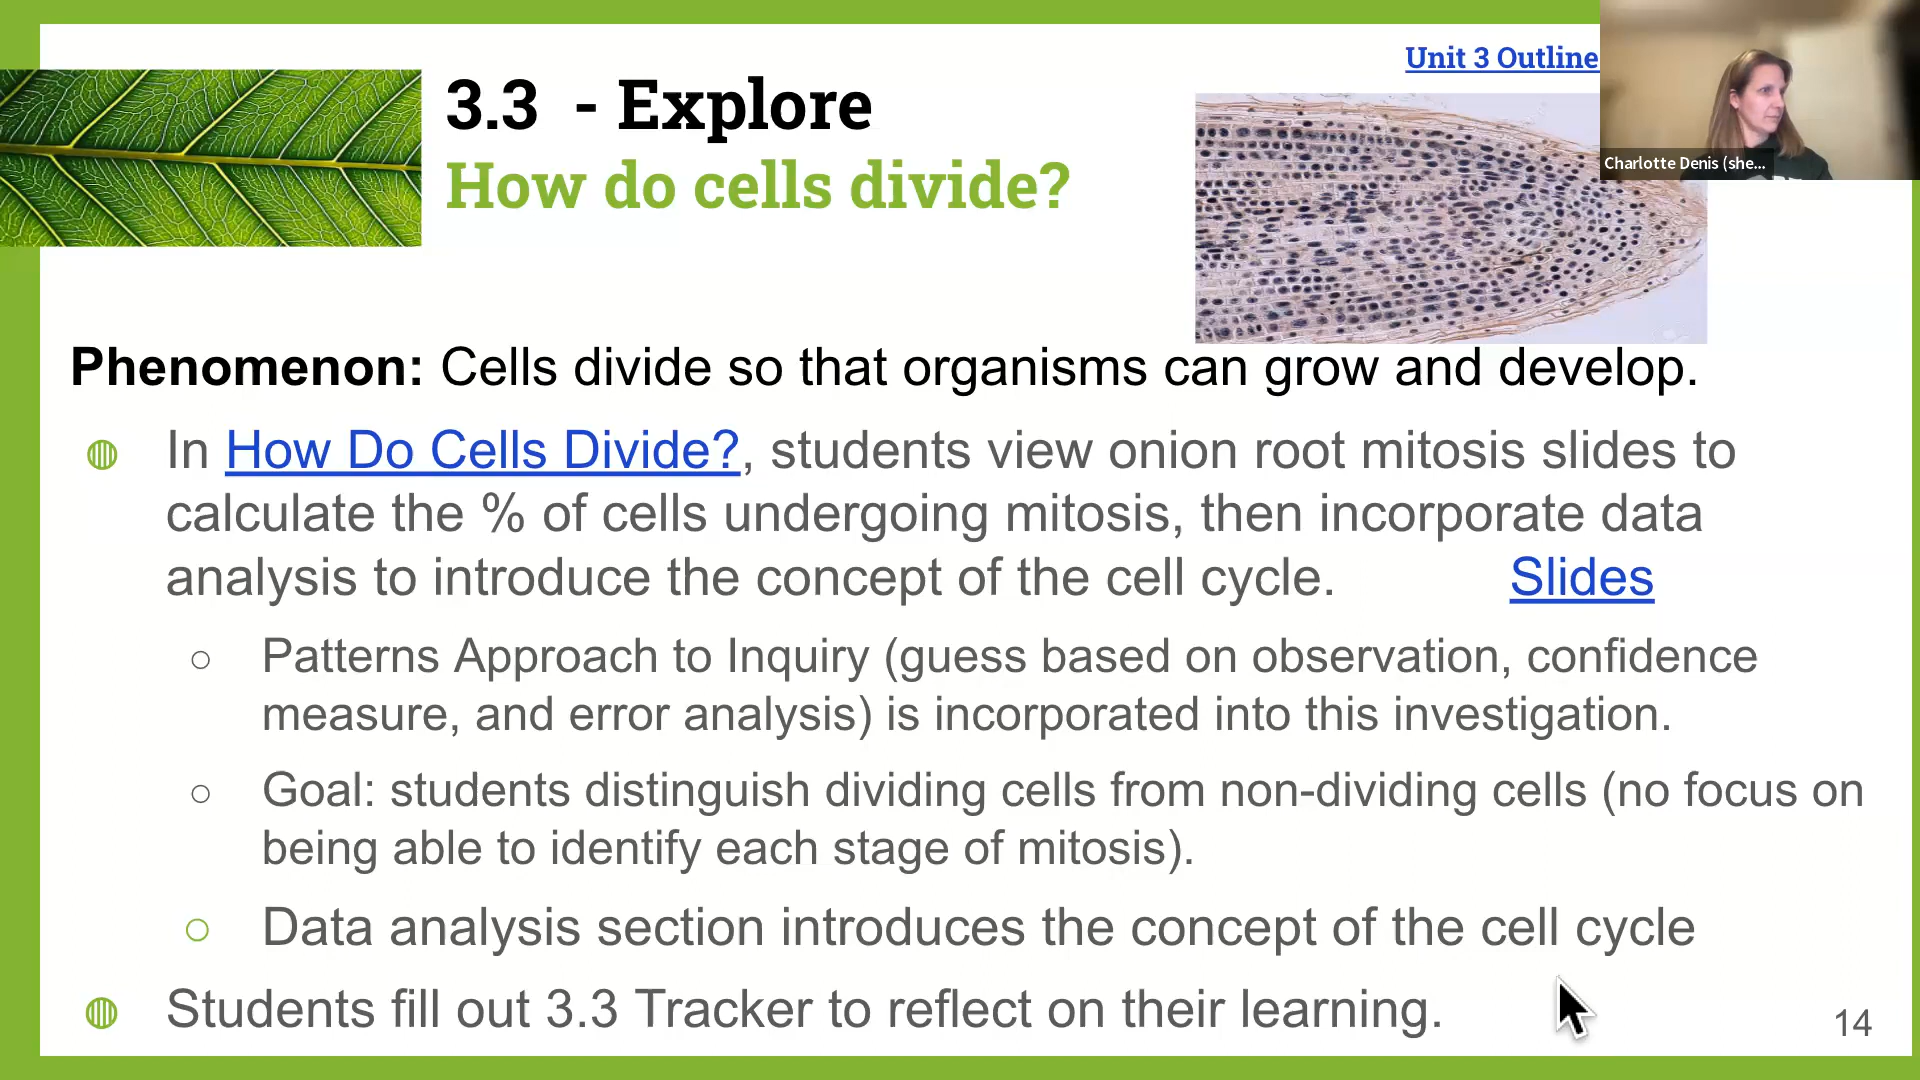 Unit 3 Outline
3.3 - Explore
How do cells divide?
Charlotte Denis (she...
Phenomenon: Cells divide so that organisms can grow and develop.
In How Do Cells Divide?, students view onion root mitosis slides to
calculate the % of cells undergoing mitosis, then incorporate data
analysis to introduce the concept of the cell cycle. Slides
Patterns Approach to Inquiry (guess based on observation, confidence
measure, and error analysis) is incorporated into this investigation.
Goal: students distinguish dividing cells from non-dividing cells (no focus on
being able to identify each stage of mitosis).
Data analysis section introduces the concept of the cell cycle
Students fill out 3.3 Tracker to reflect on their learning.
14